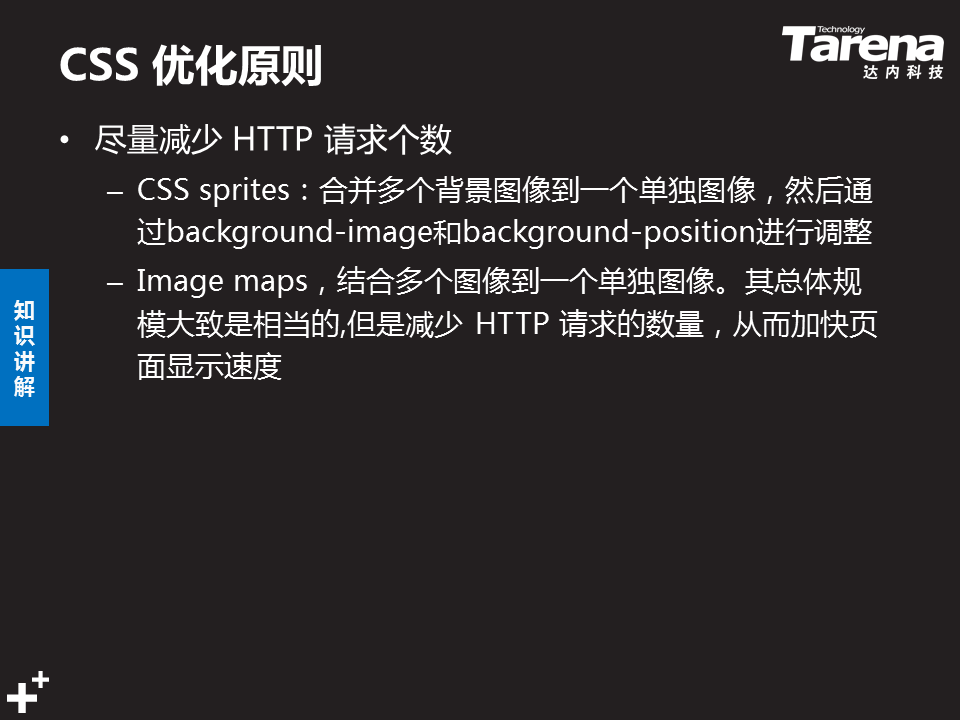 CSS 优化原则
Technology
Tarena
达内科技
• 尽量减少 HTTP 请求个数
– CSS sprites：合并多个背景图像到一个单独图像，然后通
过background-image和background-position进行调整
– Image maps，结合多个图像到一个单独图像。其总体规
模大致是相当的,但是减少 HTTP 请求的数量，从而加快页
面显示速度
知
识
讲
解